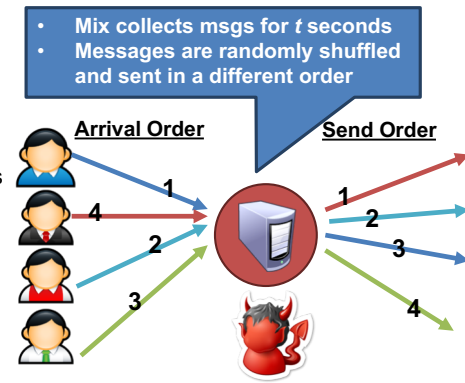 • Mix collects msgs for t seconds
• Messages are randomly shuffled
and sent in a different order
Arrival Order
Send Order
s
1
4
2
3
1
2
3
4